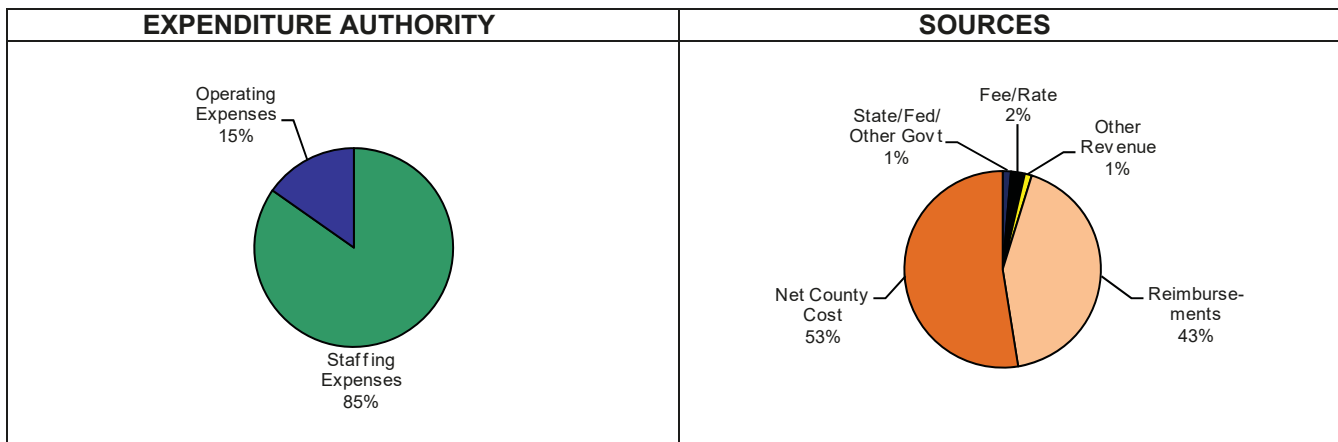 EXPENDITURE AUTHORITY
SOURCES
Operating
Expenses
15%
Staffing
Expenses
85%
State/Fed/
Other Govt
1%
Fee/Rate
2%
Other
Revenue
1%
Net County
Cost
53%
Reimburse-
ments
43%